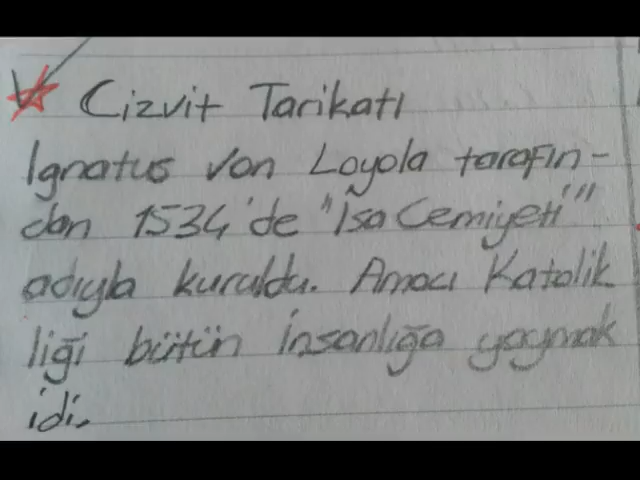 Cizvit Tarikatı
Ignatus von Loyola tarafın-
dan 1534'de "İsa Cemiyeti"
adıyla kuruldu. Amacı Katolik
liği bütün İnsanlığa yaymak
idi.